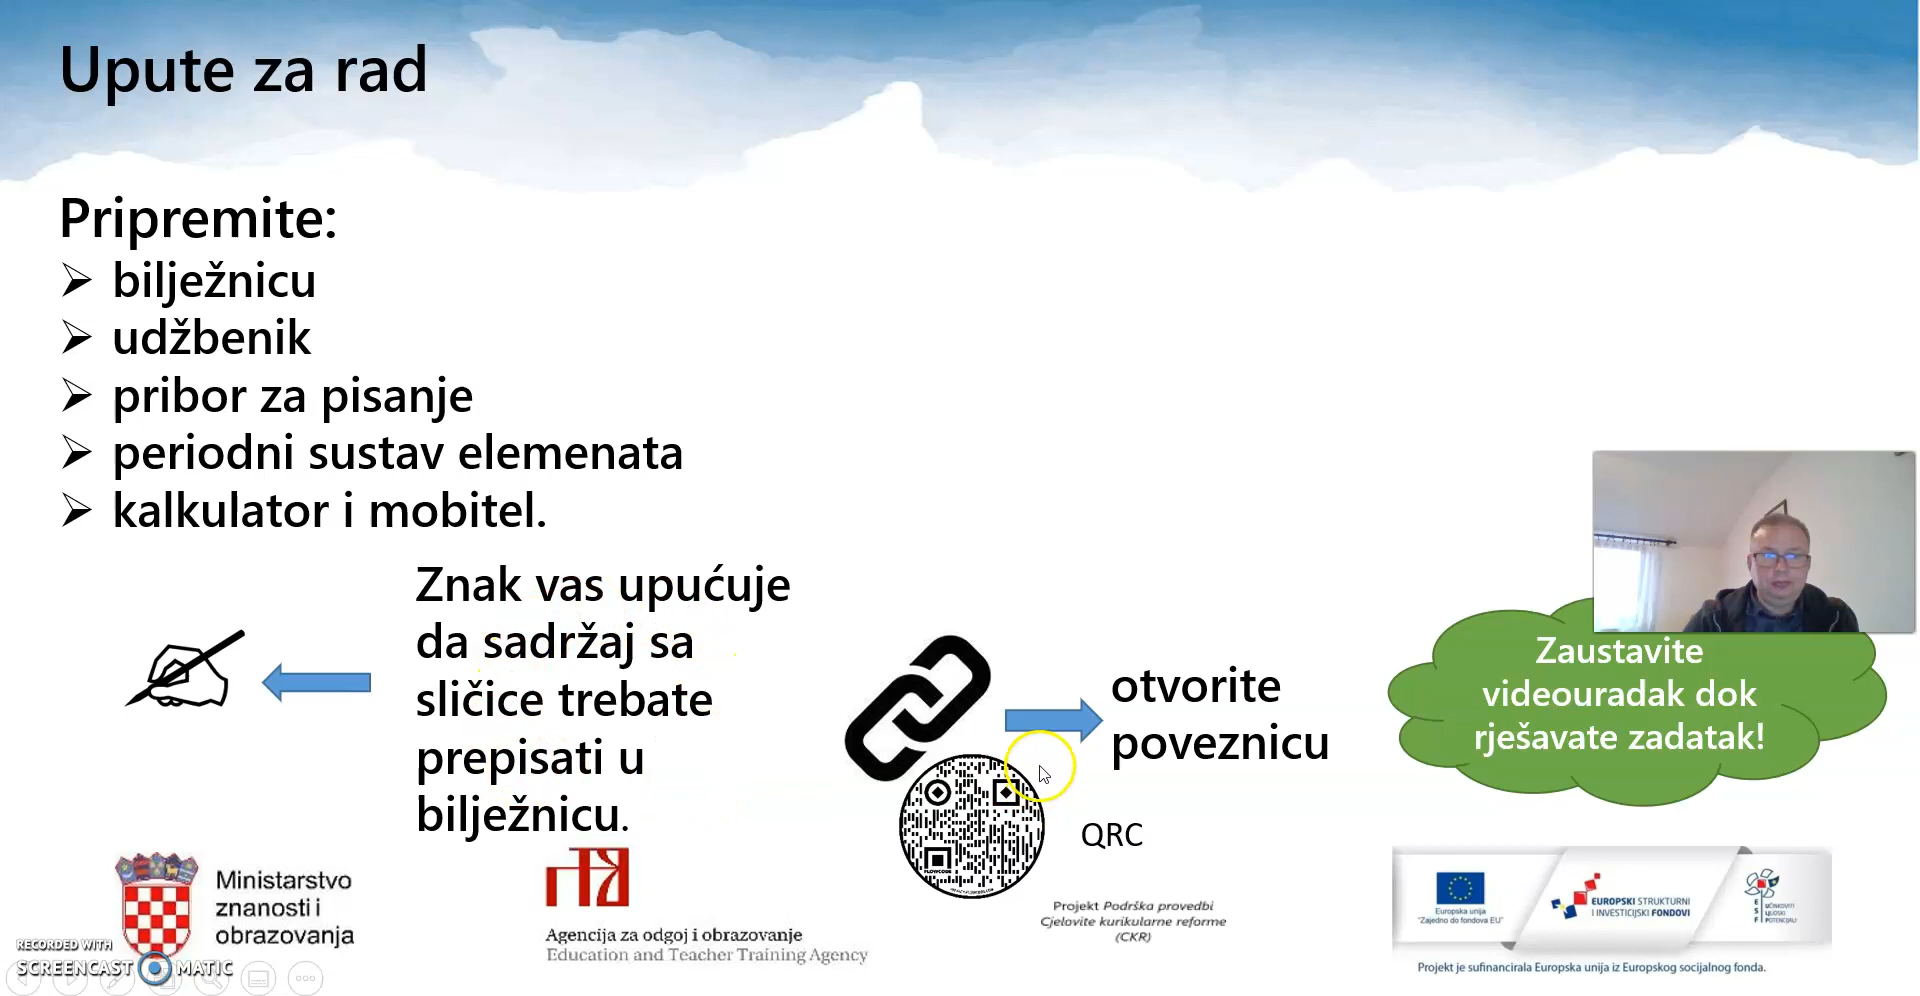 Upute za rad
Pripremite:
bilježnicu
udžbenik
pribor za pisanje
periodni sustav elemenata
kalkulator i mobitel.
Znak vas upućuje
da sadržaj sa
sličice trebate
prepisati u
bilježnicu.
otvorite
poveznicu
QRC
Zaustavite
videouradak dok
rješavate zadatak!
Ministarstvo
znanosti i
obrazovanja
Agencija za odgoj i obrazovanje
Education and Teacher Training Agency
Projekt Podrška provedbi
Cjelovite kurikularne reforme
(CKR)
Europska unija
"Zajedno do fondova EU"
EUROPSKI STRUKTURNI
I INVESTICIJSKI FONDOVI
ESF
UČINKOVITI
LJUDSKI
POTENCIJALI
Projekt je sufinancirala Europska unija iz Europskog socijalnog fonda.
RECORDED WITH
SCREENCAST MATIC
FLOWCODE